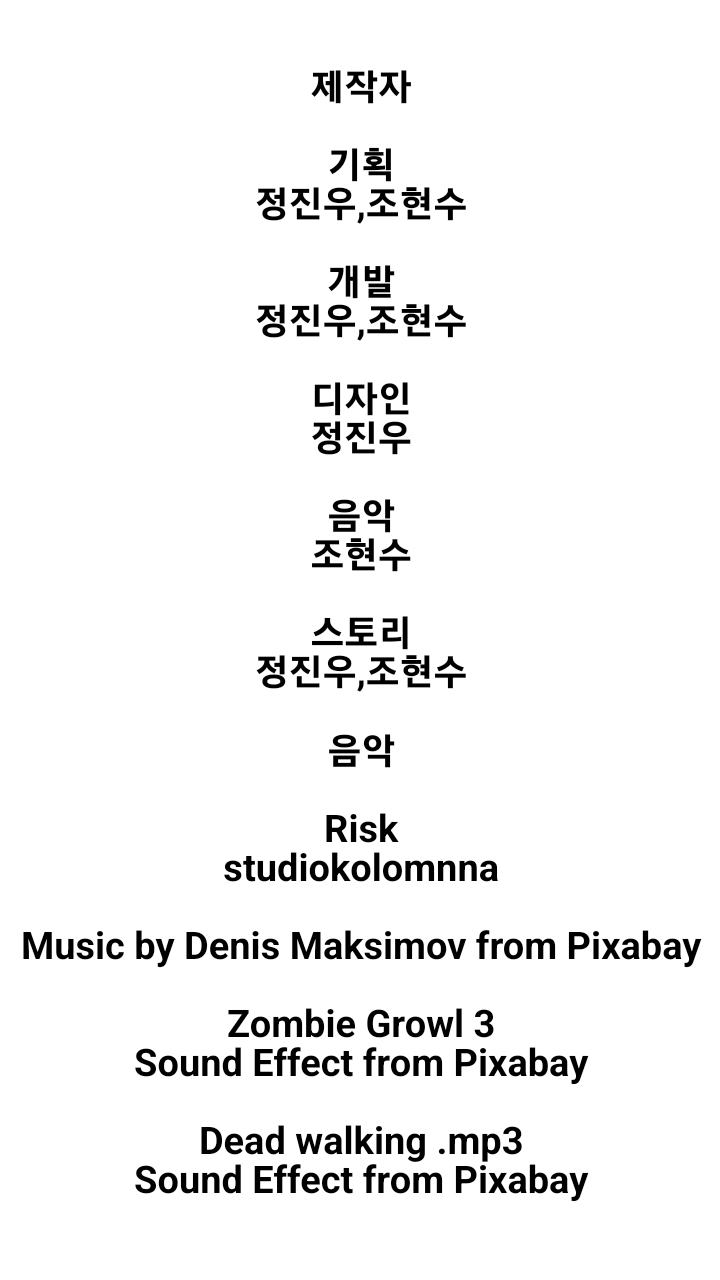 제작자
기획
정진우,조현수
개발
정진우,조현수
디자인
정진우
음악
조현수
스토리
정진우,조현수
음악
Risk
studiokolomnna
Music by Denis Maksimov from Pixabay
Zombie Growl 3
Sound Effect from Pixabay
Dead walking .mp3
Sound Effect from Pixabay